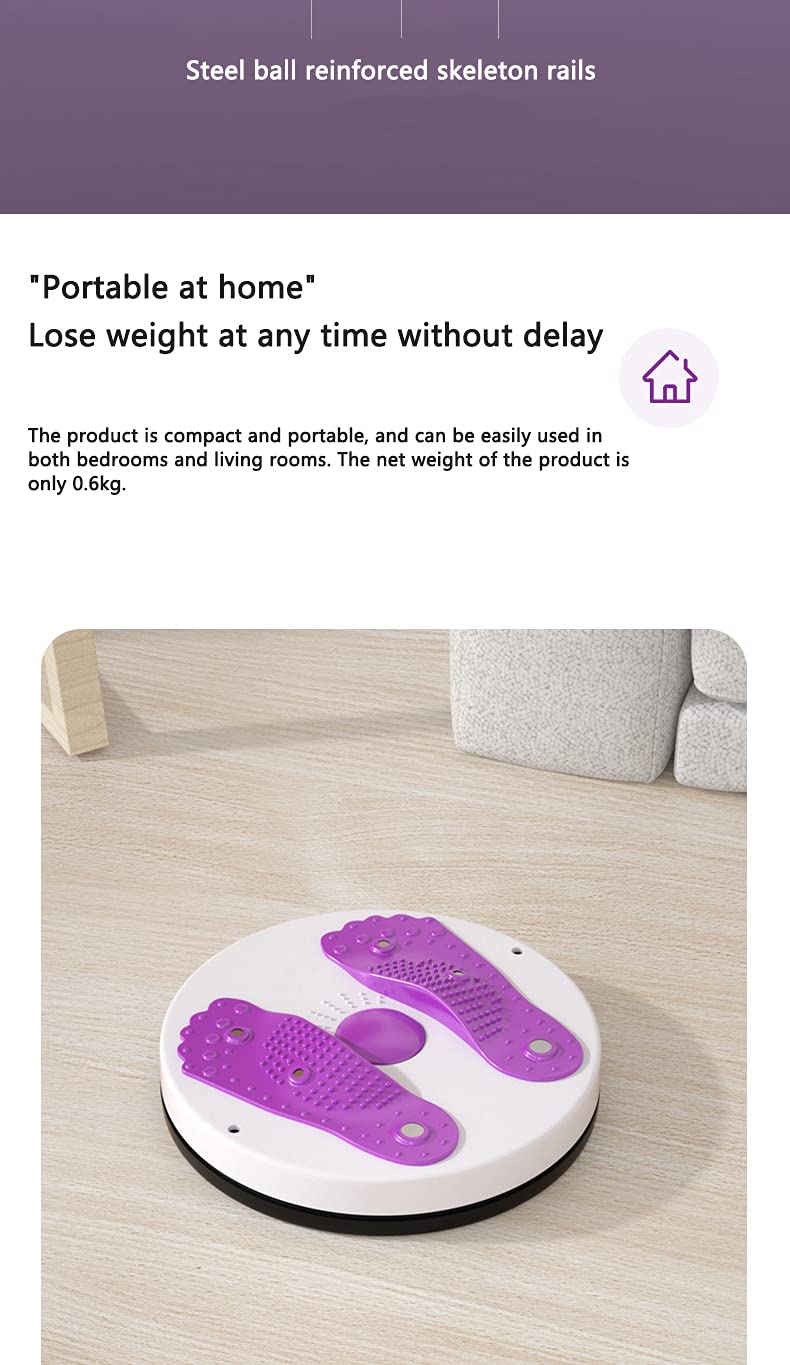 Steel ball reinforced skeleton rails
"Portable at home"
Lose weight at any time without delay
The product is compact and portable, and can be easily used in
both bedrooms and living rooms. The net weight of the product is
only 0.6kg.